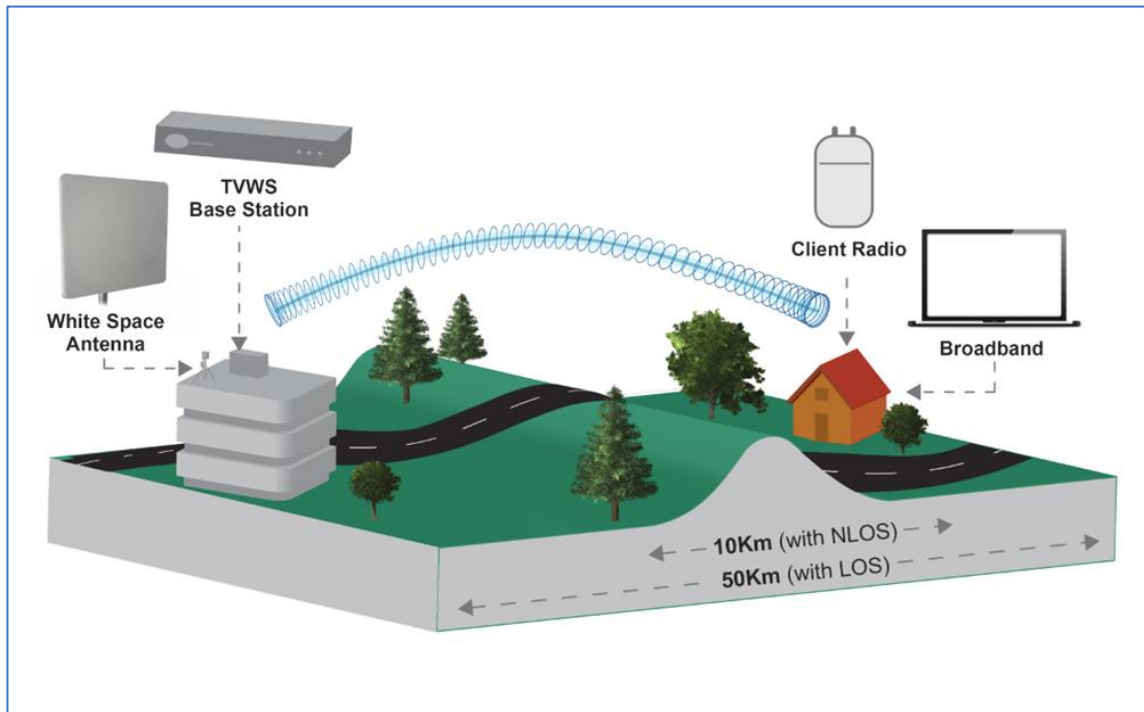 TVWS
Base Station
White Space
Antenna
Client Radio
Broadband
10Km (with NLOS)
50Km (with LOS)